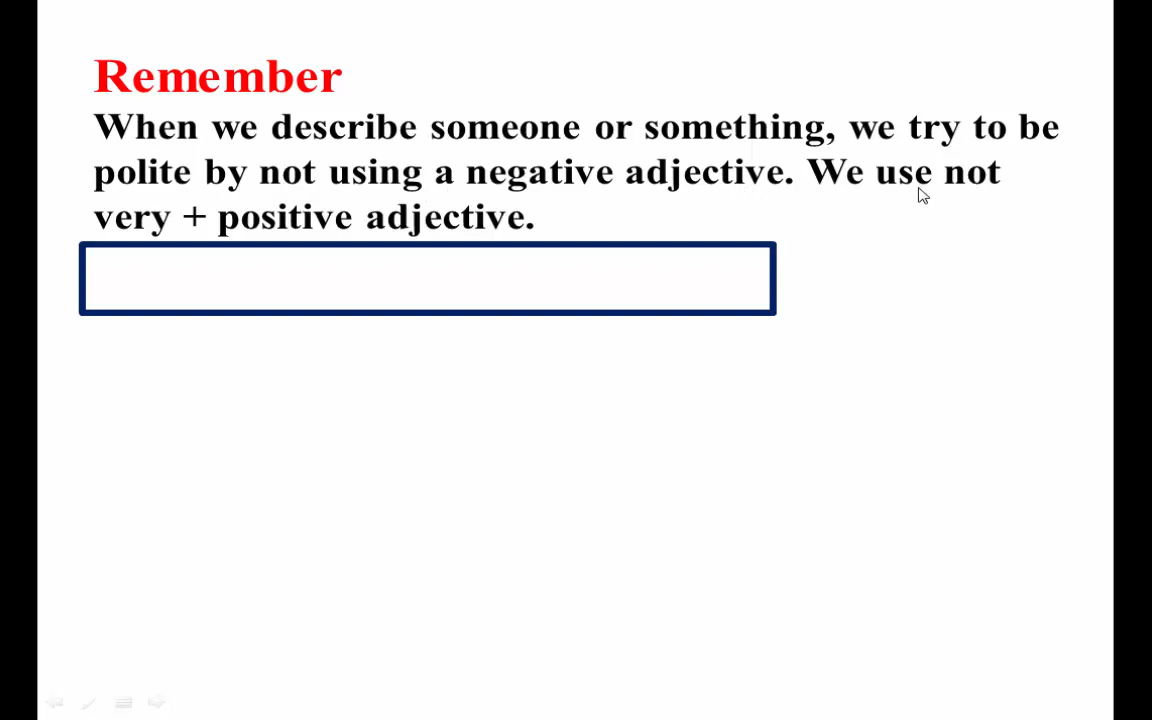 Remember
When we describe someone or something, we try to be
polite by not using a negative adjective. We use not
very + positive adjective.